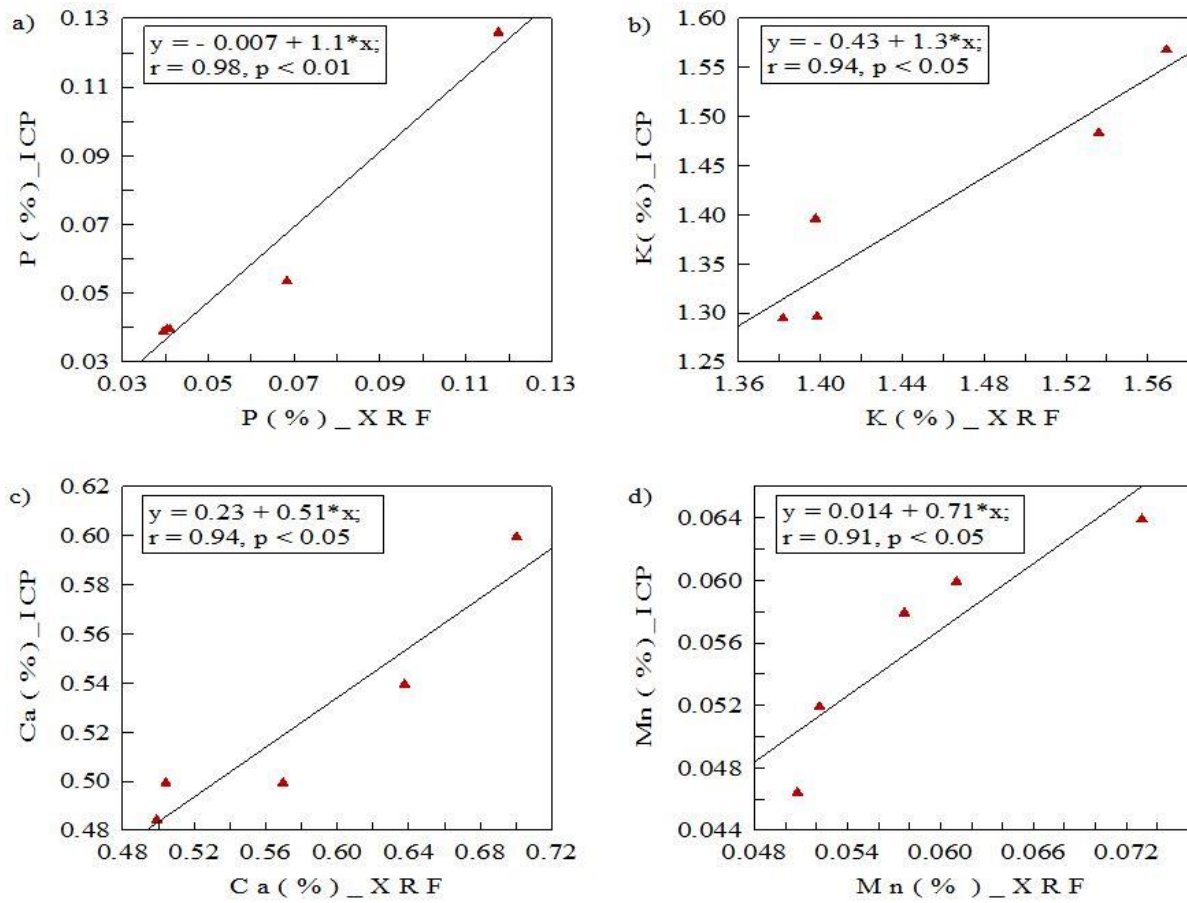 a)
y = - 0.007 + 1.1*x;
r = 0.98, p < 0.01
0.13
0.11
0.09
0.07
0.05
0.03
P ( % ) _ ICP
0.03 0.05 0.07 0.09 0.11 0.13
P ( % ) _ X R F
b)
y = - 0.43 + 1.3*x;
r = 0.94, p < 0.05
1.60
1.55
1.50
1.45
1.40
1.35
1.30
1.25
K( %) _ICP
1.36 1.40 1.44 1.48 1.52 1.56
K ( % ) _ X R F
c)
y = 0.23 + 0.51*x;
r = 0.94, p < 0.05
0.62
0.60
0.58
0.56
0.54
0.52
0.50
0.48
Ca ( % ) _ ICP
0.48 0.52 0.56 0.60 0.64 0.68 0.72
C a ( % ) _ X R F
d)
y = 0.014 + 0.71*x;
r = 0.91, p < 0.05
0.064
0.060
0.056
0.052
0.048
0.044
Mn ( %) _ICP
0.048 0.054 0.060 0.066 0.072
M n ( % ) _ X R F